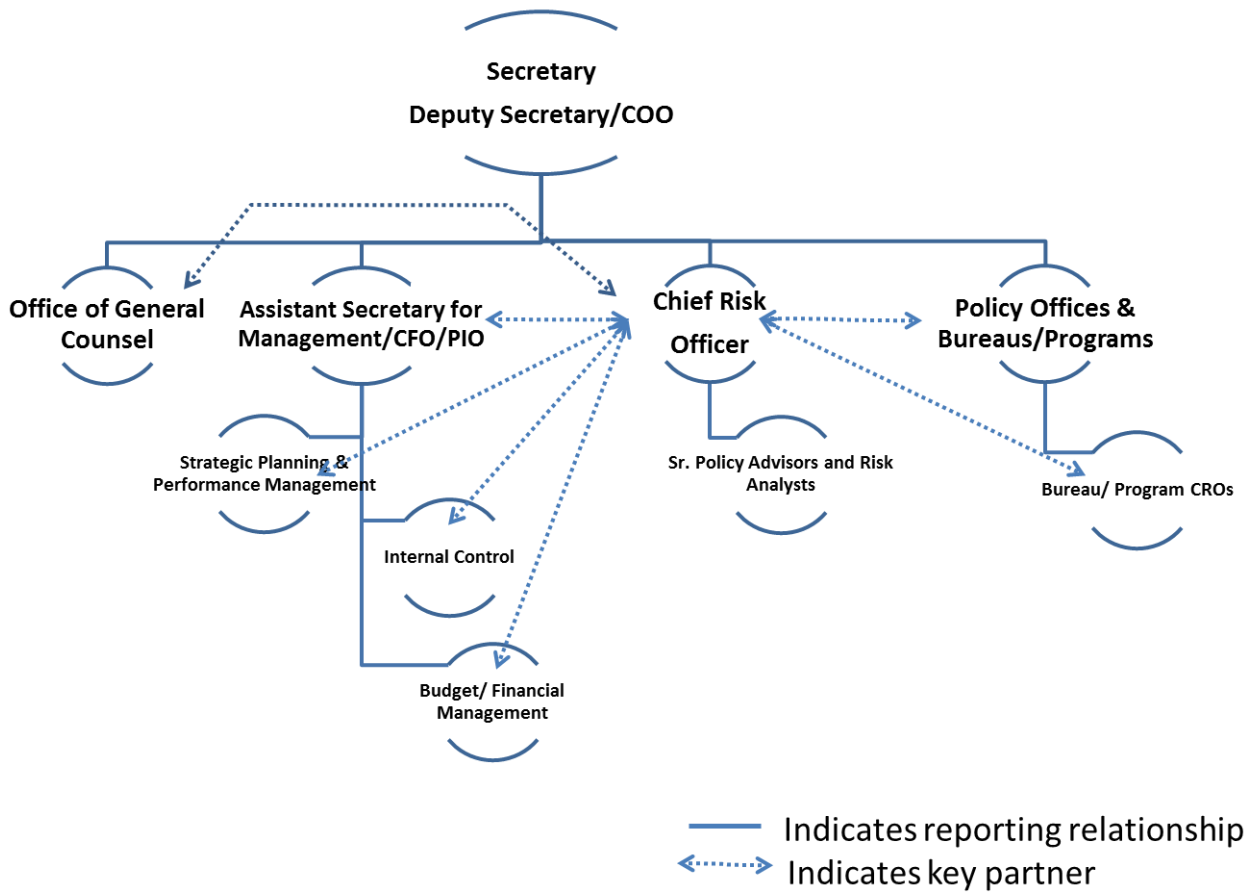 Secretary
Deputy Secretary/COO
Office of General
Counsel
Assistant Secretary for
Management/CFO/PIO
Chief Risk
Officer
Policy Offices &
Bureaus/Programs
Strategic Planning &
Performance Management
Sr. Policy Advisors and Risk
Analysts
Bureau/ Program CROs
Internal Control
Budget/ Financial
Management
Indicates reporting relationship
Indicates key partner